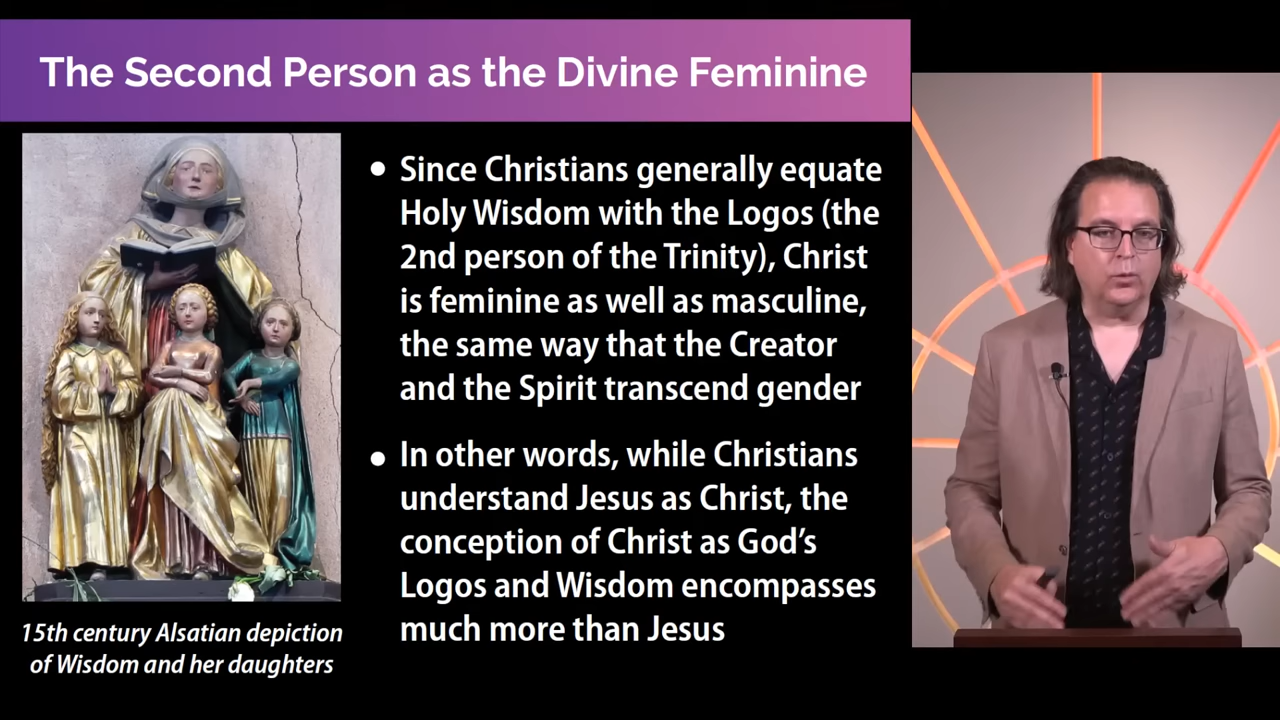 The Second Person as the Divine Feminine
• Since Christians generally equate
Holy Wisdom with the Logos (the
2nd person of the Trinity), Christ
is feminine as well as masculine,
the same way that the Creator
and the Spirit transcend gender
• In other words, while Christians
understand Jesus as Christ, the
conception of Christ as God's
Logos and Wisdom encompasses
much more than Jesus
15th century Alsatian depiction
of Wisdom and her daughters